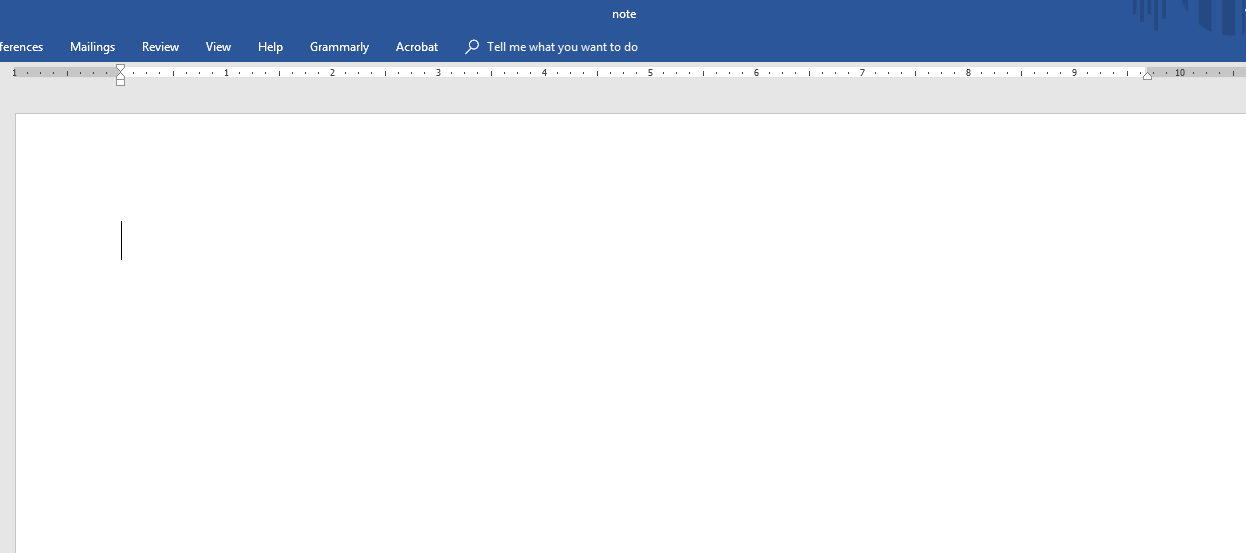 note
ferences Mailings Review View Help Grammarly Acrobat Tell me what you want to do
1 1 2 3 4 5 6 7 8 9 10